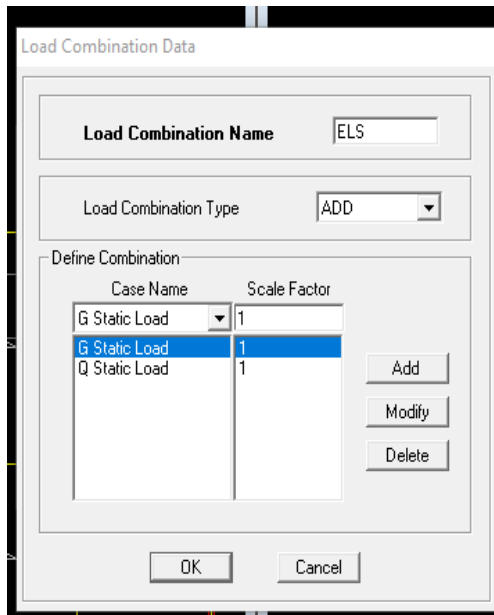 Load Combination Data
Load Combination Name ELS
Load Combination Type ADD
Define Combination
Case Name Scale Factor
G Static Load 1
G Static Load 1
Q Static Load 1
Add
Modify
Delete
OK Cancel